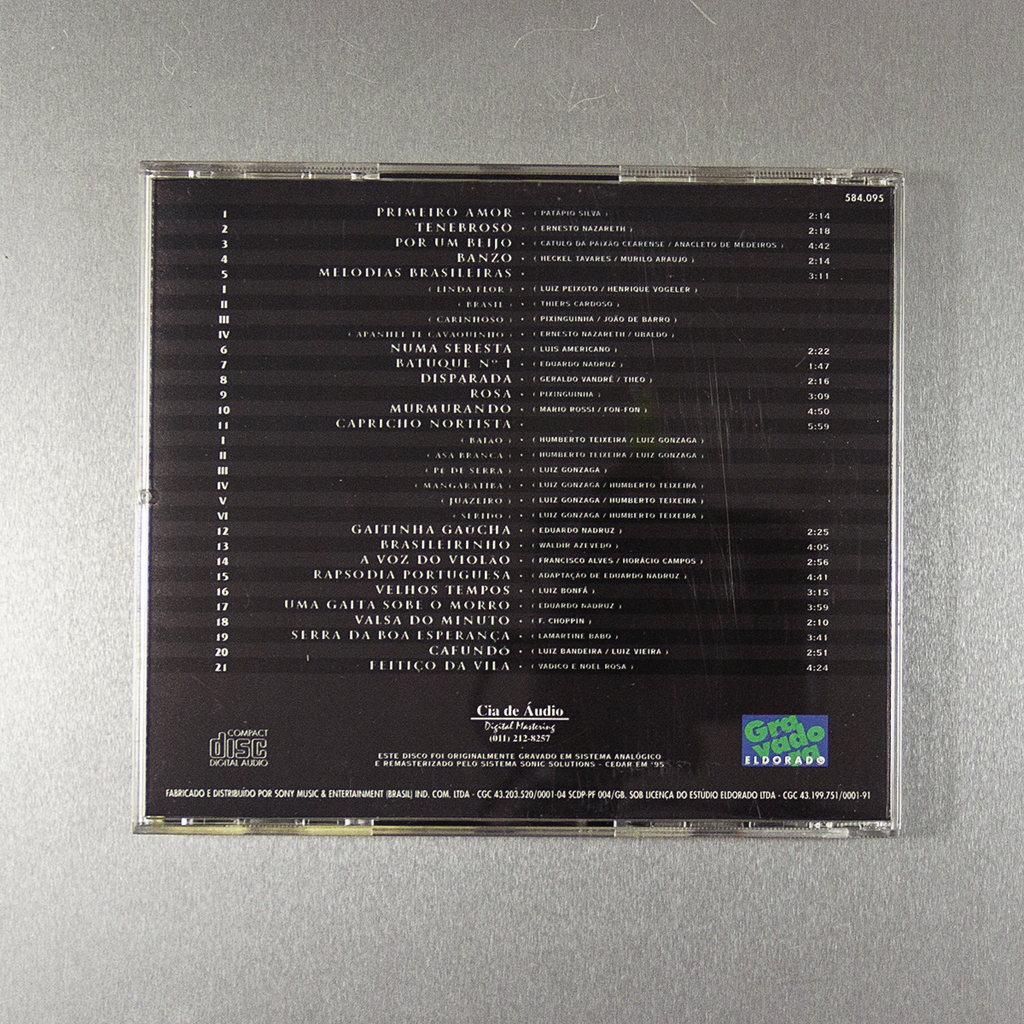 584.095
1 PRIMEIRO AMOR • ( PATÁPIO SILVA ) 2:14
2 TENEBROSO • ( ERNESTO NAZARETH ) 2:18
3 POR UM BEIJO • ( CATULO DA PAIXÃO CEARENSE / ANACLETO DE MEDEIROS ) 4:42
4 BANZO • ( HECKEL TAVARES / MURILO ARAUJO ) 2:14
5 MELODIAS BRASILEIRAS • 3:11
I ( LINDA FLOR ) • ( LUIZ PEIXOTO / HENRIQUE VOGELER )
II ( BRASIL ) • ( THIERS CARDOSO )
III ( CARINHOSO ) • ( PIXINGUINHA / JOÃO DE BARRO )
IV ( APANHEI-TE CAVAQUINHO ) • ( ERNESTO NAZARETH / UBALDO )
6 NUMA SERESTA • ( LUIS AMERICANO ) 2:22
7 BATUQUE Nº 1 • ( EDUARDO NADRUZ ) 1:47
8 DISPARADA • ( GERALDO VANDRÉ / THEO ) 2:16
9 ROSA • ( PIXINGUINHA ) 3:09
10 MURMURANDO • ( MARIO ROSSI / FON-FON ) 4:50
11 CAPRICHO NORTISTA • 5:59
I ( BAIÃO ) • ( HUMBERTO TEIXEIRA / LUIZ GONZAGA )
II ( ASA BRANCA ) • ( HUMBERTO TEIXEIRA / LUIZ GONZAGA )
III ( PÉ DE SERRA ) • ( LUIZ GONZAGA )
IV ( MANGARATIBA ) • ( LUIZ GONZAGA / HUMBERTO TEIXEIRA )
V ( JUAZEIRO ) • ( LUIZ GONZAGA / HUMBERTO TEIXEIRA )
VI ( SERIDÓ ) • ( LUIZ GONZAGA / HUMBERTO TEIXEIRA )
12 GAITINHA GAÚCHA • ( EDUARDO NADRUZ ) 2:25
13 BRASILEIRINHO • ( WALDIR AZEVEDO ) 4:05
14 A VOZ DO VIOLÃO • ( FRANCISCO ALVES / HORÁCIO CAMPOS ) 2:56
15 RAPSODIA PORTUGUESA • ( ADAPTAÇÃO DE EDUARDO NADRUZ ) 4:41
16 VELHOS TEMPOS • ( LUIZ BONFÁ ) 3:15
17 UMA GAITA SOBE O MORRO • ( EDUARDO NADRUZ ) 3:59
18 VALSA DO MINUTO • ( F. CHOPPIN ) 2:10
19 SERRA DA BOA ESPERANÇA • ( LAMARTINE BABO ) 3:41
20 CAFUNDÓ • ( LUIZ BANDEIRA / LUIZ VIEIRA ) 2:51
21 FEITIÇO DA VILA • ( VADICO E NOEL ROSA ) 4:24
Cia de Áudio
Digital Mastering
(011) 212-8257
COMPACT
disc
DIGITAL AUDIO
Gra
vado
ra
ELDORADO
ESTE DISCO FOI ORIGINALMENTE GRAVADO EM SISTEMA ANALÓGICO
E REMASTERIZADO PELO SISTEMA SONIC SOLUTIONS - CEDAR EM '95
FABRICADO E DISTRIBUÍDO POR SONY MUSIC & ENTERTAINMENT (BRASIL) IND. COM. LTDA - CGC 43.203.520/0001-04 SCDP-PF 004/GB. SOB LICENÇA DO ESTÚDIO ELDORADO LTDA - CGC 43.199.751/0001-91